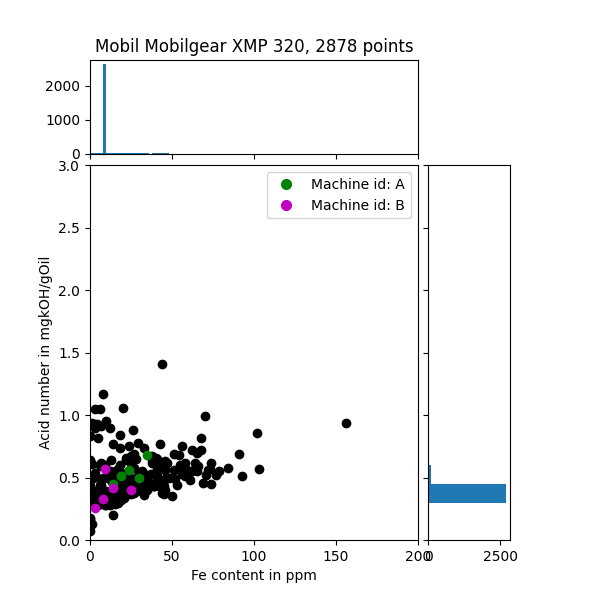 Mobil Mobilgear XMP 320, 2878 points
2000
1000
0
3.0
2.5
2.0
1.5
1.0
0.5
0.0
Acid number in mgkOH/gOil
Machine id: A
Machine id: B
0 50 100 150 200
0 2500
Fe content in ppm